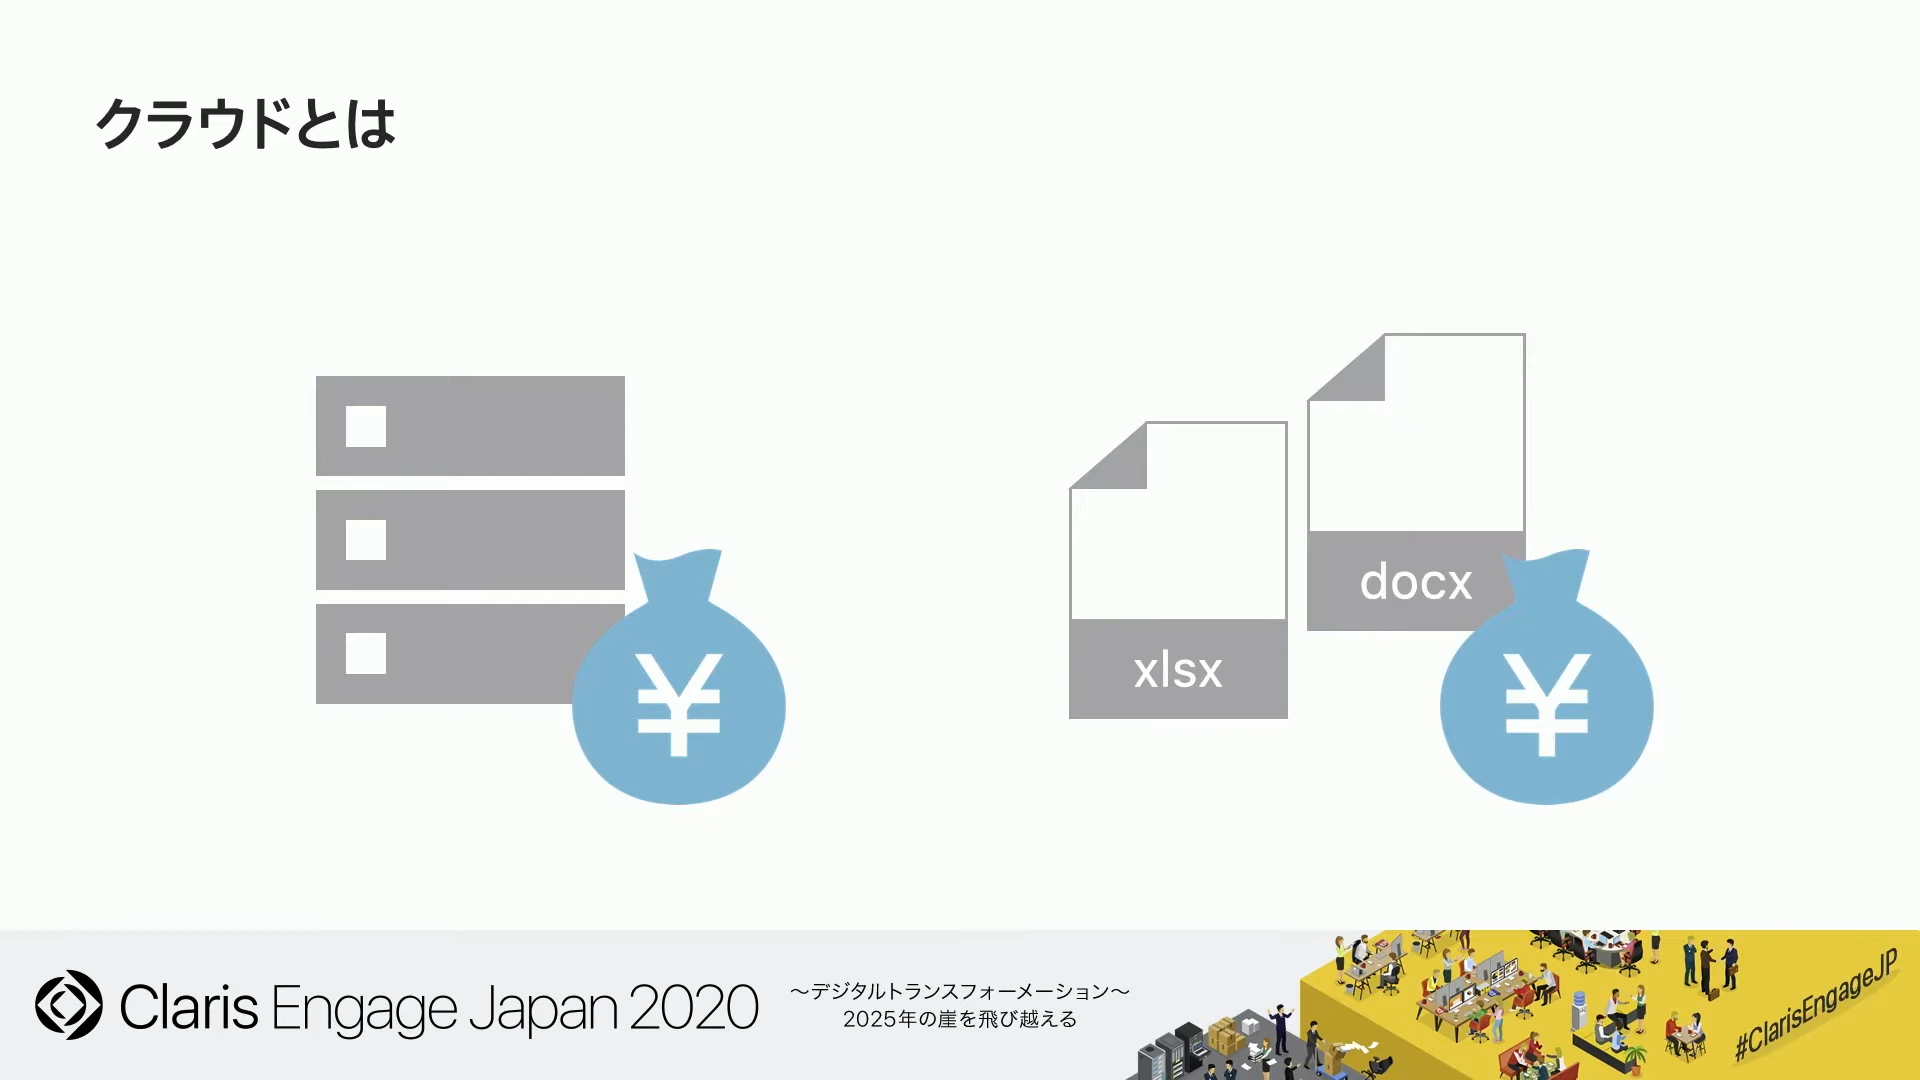 クラウドとは
docx
xlsx
¥
¥
Claris Engage Japan 2020
〜デジタルトランスフォーメーション〜
2025年の崖を飛び越える
#ClarisEngageJP